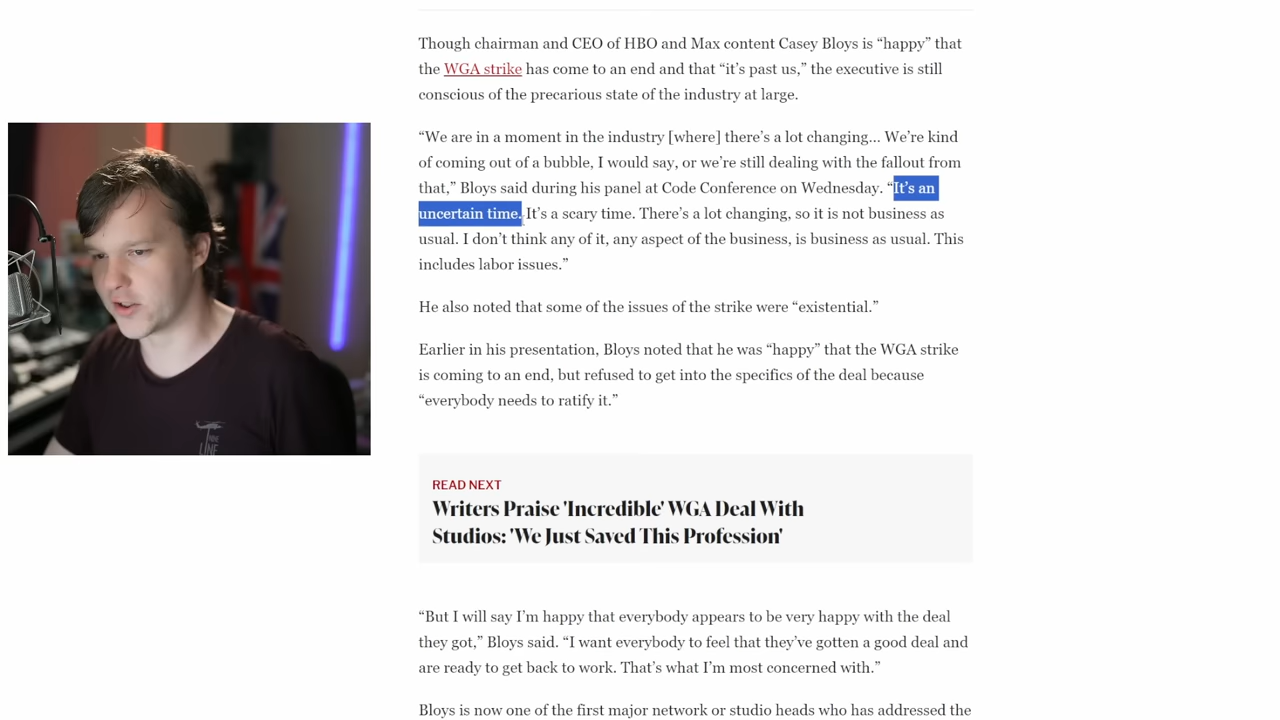 Though chairman and CEO of HBO and Max content Casey Bloys is “happy” that
the WGA strike has come to an end and that “it’s past us,” the executive is still
conscious of the precarious state of the industry at large.
“We are in a moment in the industry [where] there’s a lot changing… We’re kind
of coming out of a bubble, I would say, or we’re still dealing with the fallout from
that,” Bloys said during his panel at Code Conference on Wednesday. “It’s an
uncertain time. It’s a scary time. There’s a lot changing, so it is not business as
usual. I don’t think any of it, any aspect of the business, is business as usual. This
includes labor issues.”
He also noted that some of the issues of the strike were “existential.”
Earlier in his presentation, Bloys noted that he was “happy” that the WGA strike
is coming to an end, but refused to get into the specifics of the deal because
“everybody needs to ratify it.”
READ NEXT
Writers Praise 'Incredible' WGA Deal With
Studios: 'We Just Saved This Profession'
“But I will say I’m happy that everybody appears to be very happy with the deal
they got,” Bloys said. “I want everybody to feel that they’ve gotten a good deal and
are ready to get back to work. That’s what I’m most concerned with.”
Bloys is now one of the first major network or studio heads who has addressed the
LINE